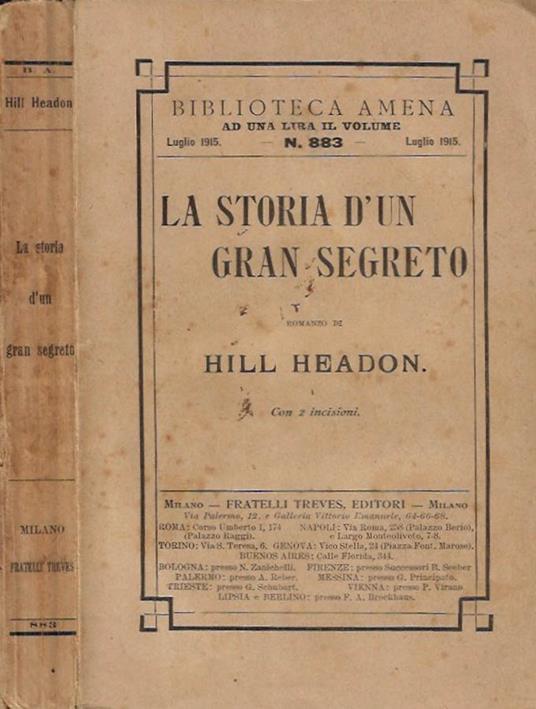 B. A.
Hill Headon
La storia
d'un
gran segreto
MILANO
FRATELLI TREVES
883
BIBLIOTECA AMENA
AD UNA LIRA IL VOLUME
Luglio 1915. — N. 883 — Luglio 1915.
LA STORIA D'UN
GRAN SEGRETO
ROMANZO DI
HILL HEADON.
Con 2 incisioni.
MILANO — FRATELLI TREVES, EDITORI — MILANO
Via Palermo, 12, e Galleria Vittorio Emanuele, 64-66-68.
ROMA: Corso Umberto I, 174 NAPOLI: Via Roma, 258 (Palazzo Berio),
(Palazzo Raggi). e Largo Monteoliveto, 7-8.
TORINO: Via S. Teresa, 6. GENOVA: Vico Stella, 24 (Piazza Font. Marose).
BUENOS AIRES: Calle Florida, 344.
BOLOGNA: presso N. Zanichelli. FIRENZE: presso Successori B. Seeber
PALERMO: presso A. Reber. MESSINA: presso G. Principato.
TRIESTE: presso G. Schubart. VIENNA: presso P.
LIPSIA e BERLINO: presso F. A. Brockhaus.